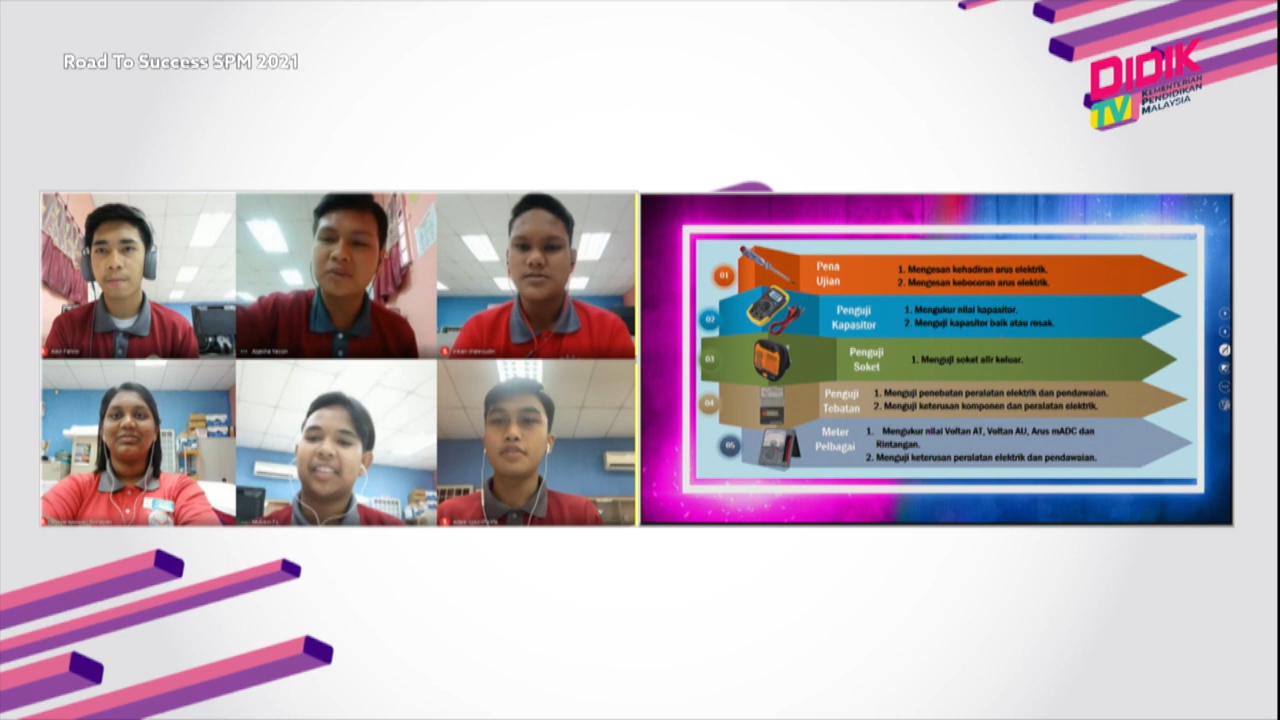 Road To Success SPM 2021
DIDIK
TV
KEMENTERIAN
PENDIDIKAN
MALAYSIA
01
Pena
Ujian
1. Mengesan kehadiran arus elektrik.
2. Mengesan kebocoran arus elektrik.
02
Penguji
Kapasitor
1. Mengukur nilai kapasitor.
2. Menguji kapasitor baik atau rosak.
03
Penguji
Soket
1. Menguji soket alir keluar.
04
Penguji
Tebatan
1. Menguji penebatan peralatan elektrik dan pendawaian.
2. Menguji keterusan komponen dan peralatan elektrik.
05
Meter
Pelbagai
1. Mengukur nilai Voltan AT, Voltan AU, Arus mADC dan
Rintangan.
2. Menguji keterusan peralatan elektrik dan pendawaian.